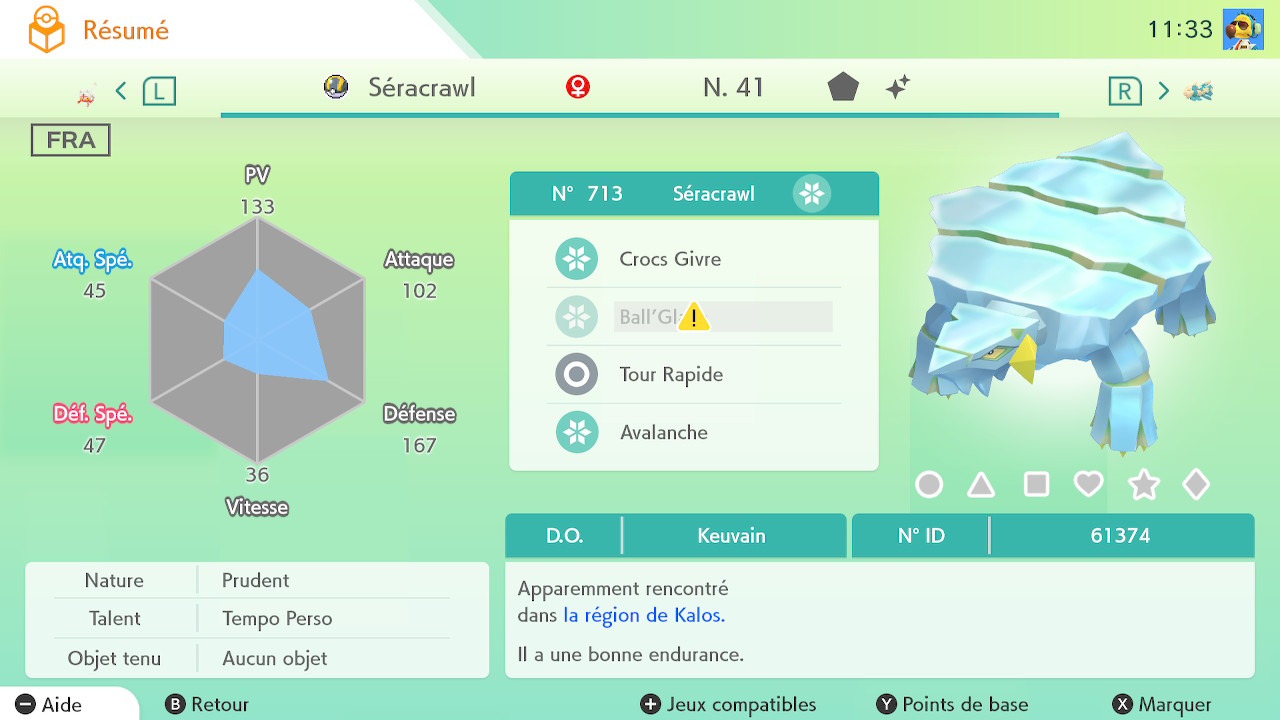 Résumé
11:33
L
Séracrawl
N. 41
R
FRA
PV
133
Atq. Spé.
45
Attaque
102
Déf. Spé.
47
Défense
167
36
Vitesse
N° 713 Séracrawl
Crocs Givre
Ball'Gl
Tour Rapide
Avalanche
D.O. Keuvain
N° ID 61374
Nature Prudent
Talent Tempo Perso
Objet tenu Aucun objet
Apparemment rencontré
dans la région de Kalos.
Il a une bonne endurance.
Aide
B Retour
Jeux compatibles
Y Points de base
X Marquer